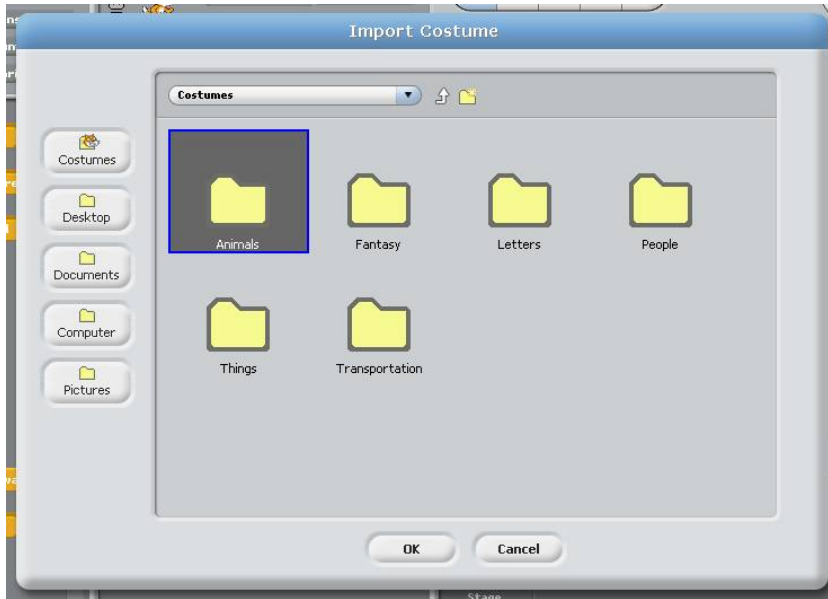 Import Costume
Costumes
Costumes
Desktop
Documents
Computer
Pictures
Animals
Fantasy
Letters
People
Things
Transportation
OK
Cancel
Stage